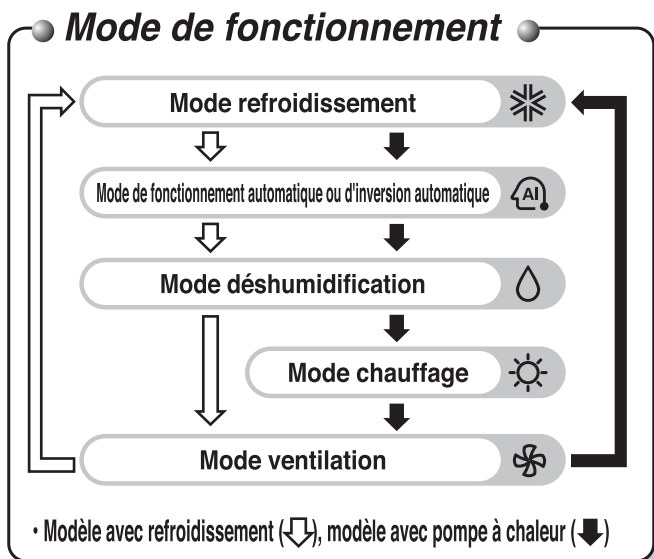 Mode de fonctionnement
Mode refroidissement
Mode de fonctionnement automatique ou d'inversion automatique
AI
Mode déshumidification
Mode chauffage
Mode ventilation
• Modèle avec refroidissement (⇩), modèle avec pompe à chaleur (⬇)